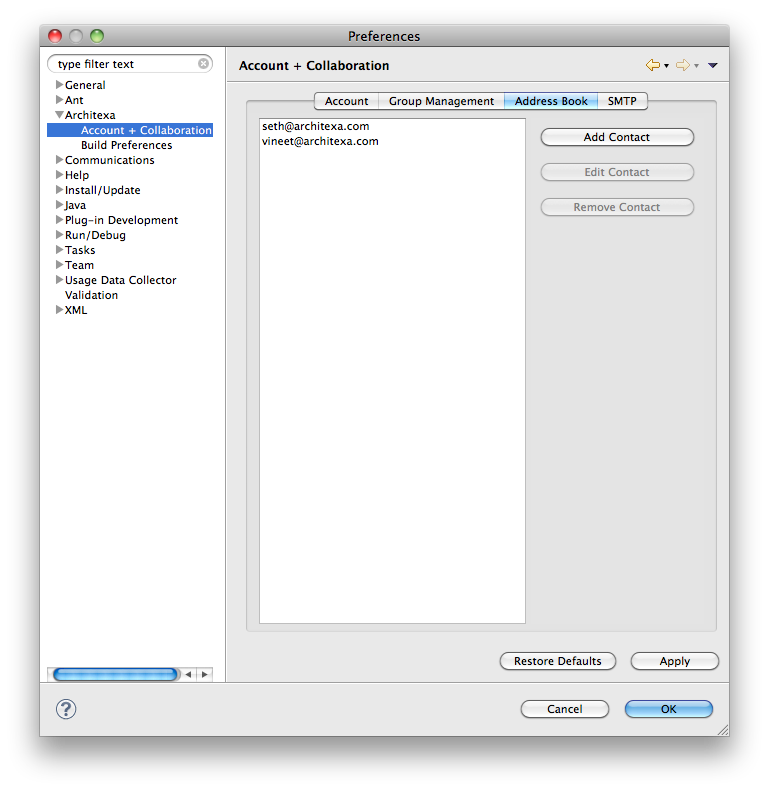 Preferences
type filter text
General
Ant
Architexa
Account + Collaboration
Build Preferences
Communications
Help
Install/Update
Java
Plug-in Development
Run/Debug
Tasks
Team
Usage Data Collector
Validation
XML
Account + Collaboration
Account Group Management Address Book SMTP
seth@architexa.com
vineet@architexa.com
Add Contact
Edit Contact
Remove Contact
Restore Defaults Apply
? Cancel OK